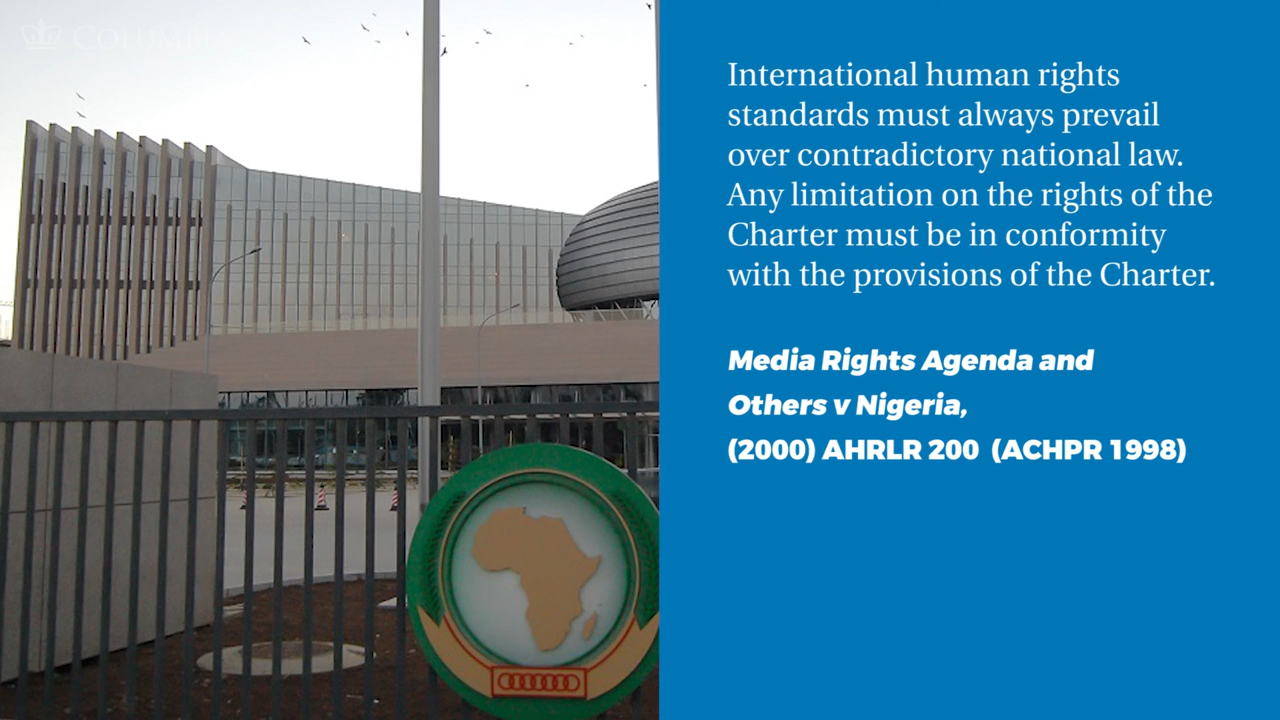 COLUMBIA
International human rights
standards must always prevail
over contradictory national law.
Any limitation on the rights of the
Charter must be in conformity
with the provisions of the Charter.
Media Rights Agenda and
Others v Nigeria,
(2000) AHRLR 200 (ACHPR 1998)